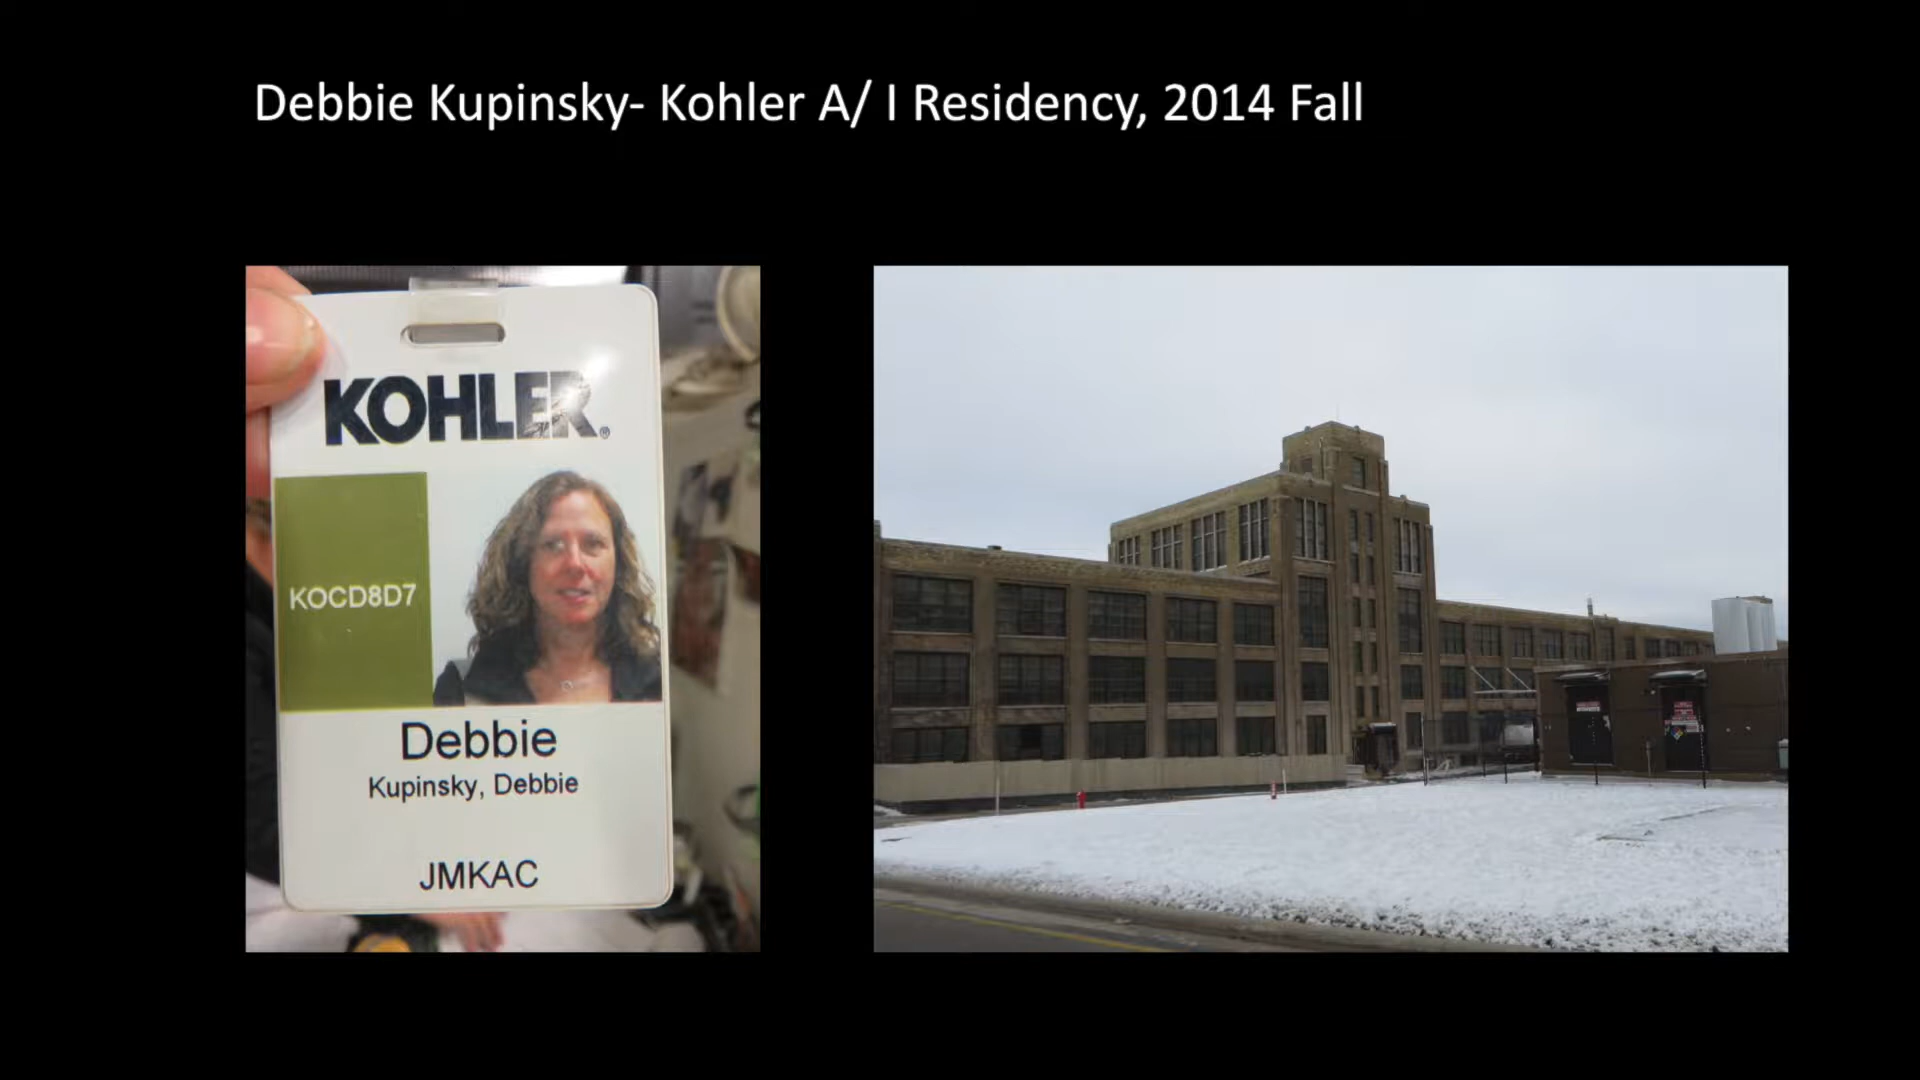 Debbie Kupinsky- Kohler A/ I Residency, 2014 Fall
KOHLER®
KOCD8D7
Debbie
Kupinsky, Debbie
JMKAC